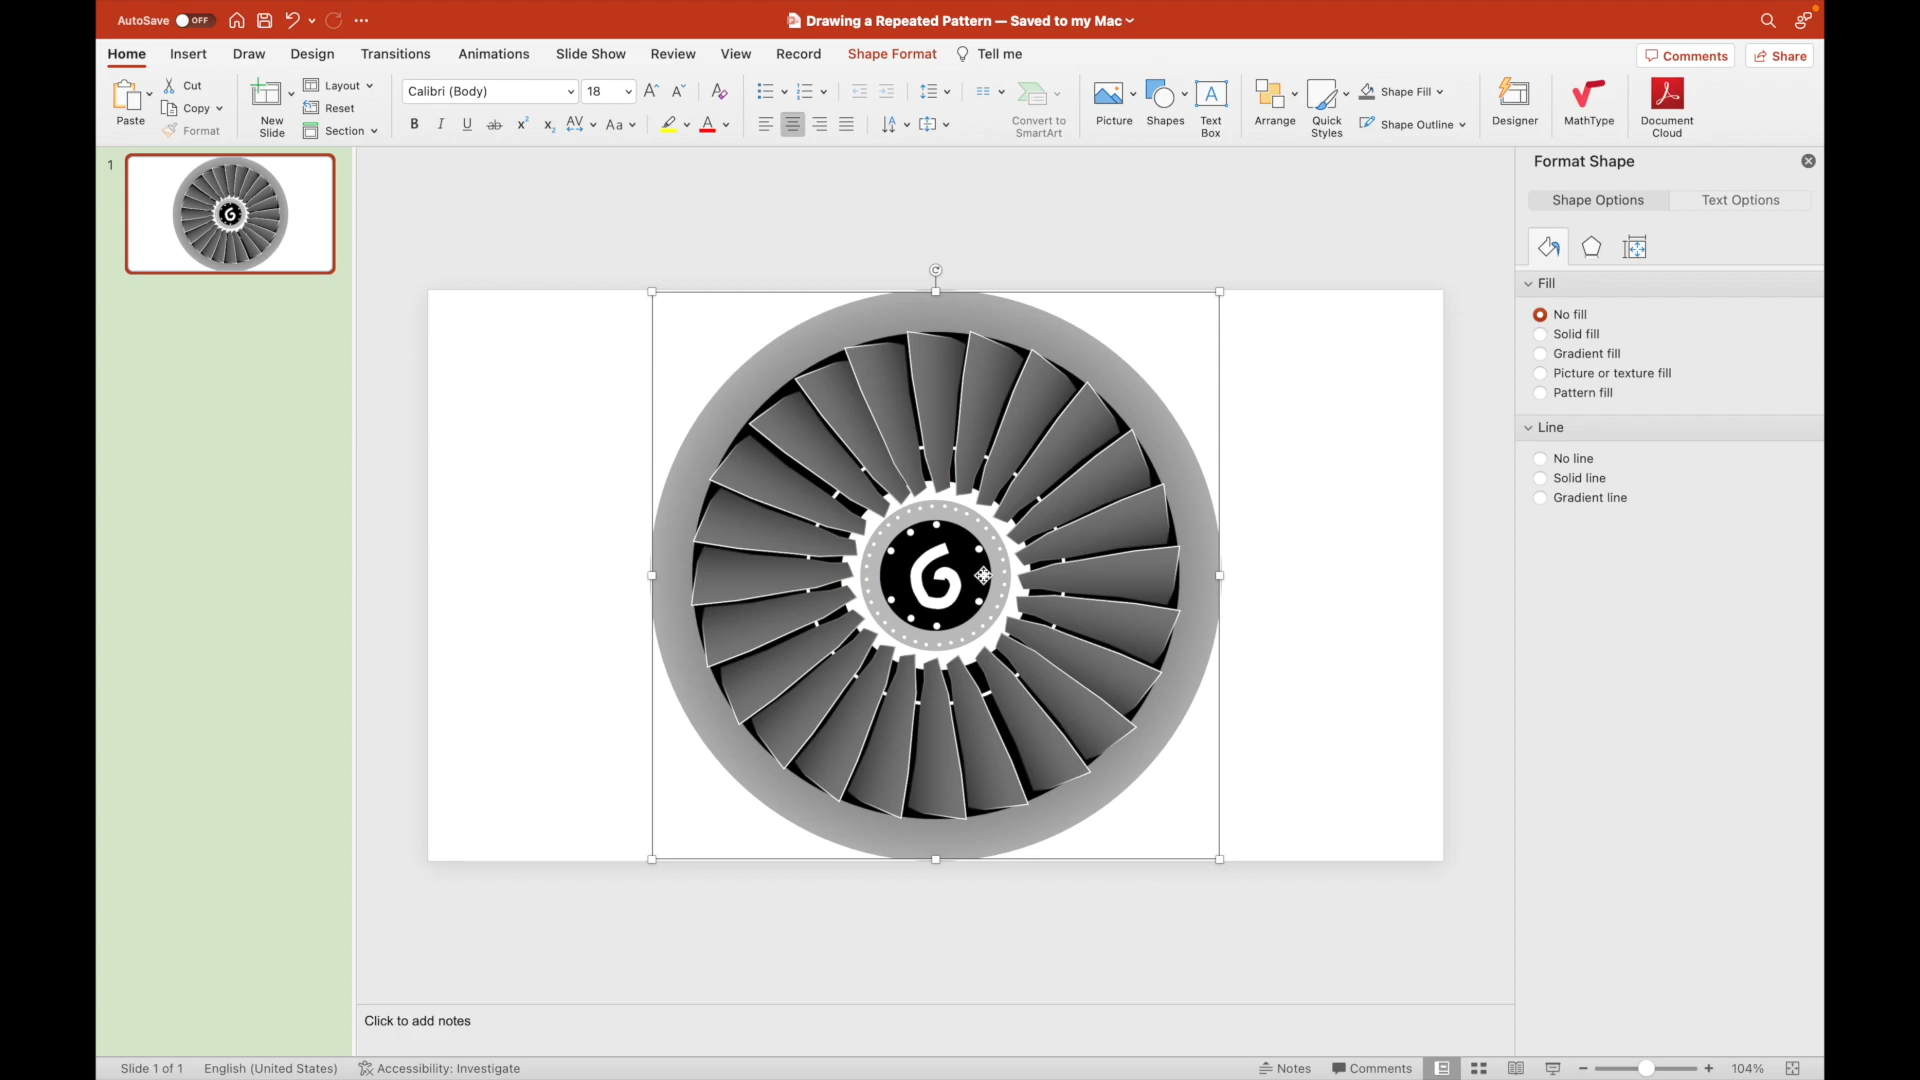 AutoSave OFF
Drawing a Repeated Pattern — Saved to my Mac
Home Insert Draw Design Transitions Animations Slide Show Review View Record Shape Format Tell me
Comments Share
Paste
Cut
Copy
Format
New
Slide
Layout
Reset
Section
Calibri (Body) 18
B I U ab x² x₂ AV Aa A
Convert to
SmartArt
Picture
Shapes
Text
Box
Arrange
Quick
Styles
Shape Fill
Shape Outline
Designer
MathType
Document
Cloud
1
Format Shape
Shape Options Text Options
Fill
No fill
Solid fill
Gradient fill
Picture or texture fill
Pattern fill
Line
No line
Solid line
Gradient line
Click to add notes
Slide 1 of 1 English (United States) Accessibility: Investigate Notes Comments 104%